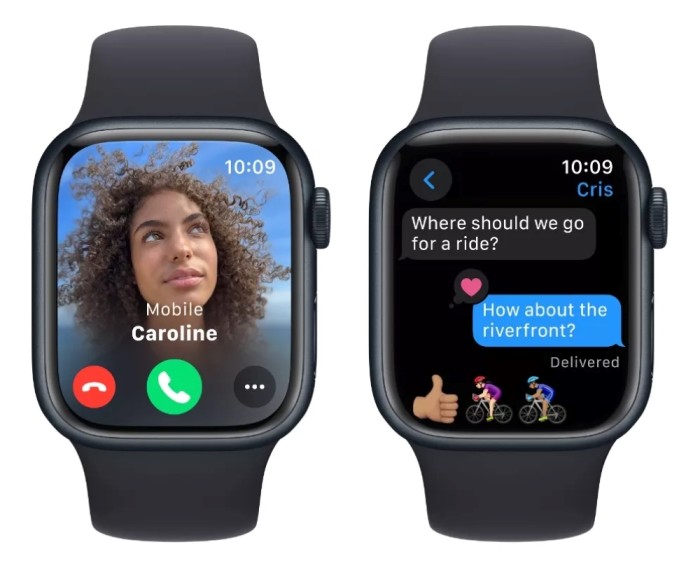 10:09
Mobile
Caroline
10:09
Cris
Where should we go
for a ride?
How about the
riverfront?
Delivered